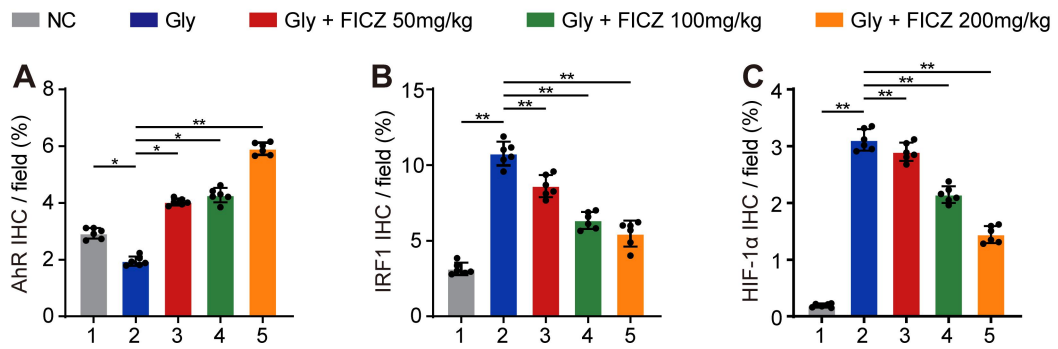 NC Gly Gly + FICZ 50mg/kg Gly + FICZ 100mg/kg Gly + FICZ 200mg/kg
A
AhR IHC / field (%)
8
6
4
2
0
* * * **
1 2 3 4 5
B
IRF1 IHC / field (%)
15
10
5
0
** ** ** **
1 2 3 4 5
C
HIF-1α IHC / field (%)
4
3
2
1
0
** ** ** **
1 2 3 4 5